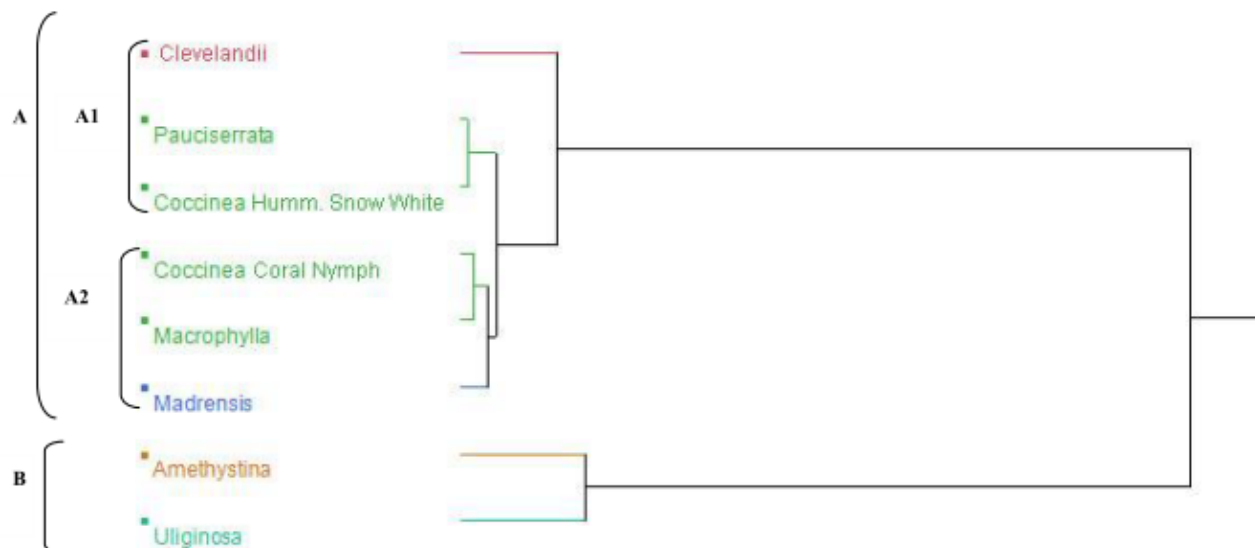 A
A1
Clevelandii
Pauciserrata
Coccinea Humm. Snow White
A2
Coccinea Coral Nymph
Macrophylla
Madrensis
B
Amethystina
Uliginosa